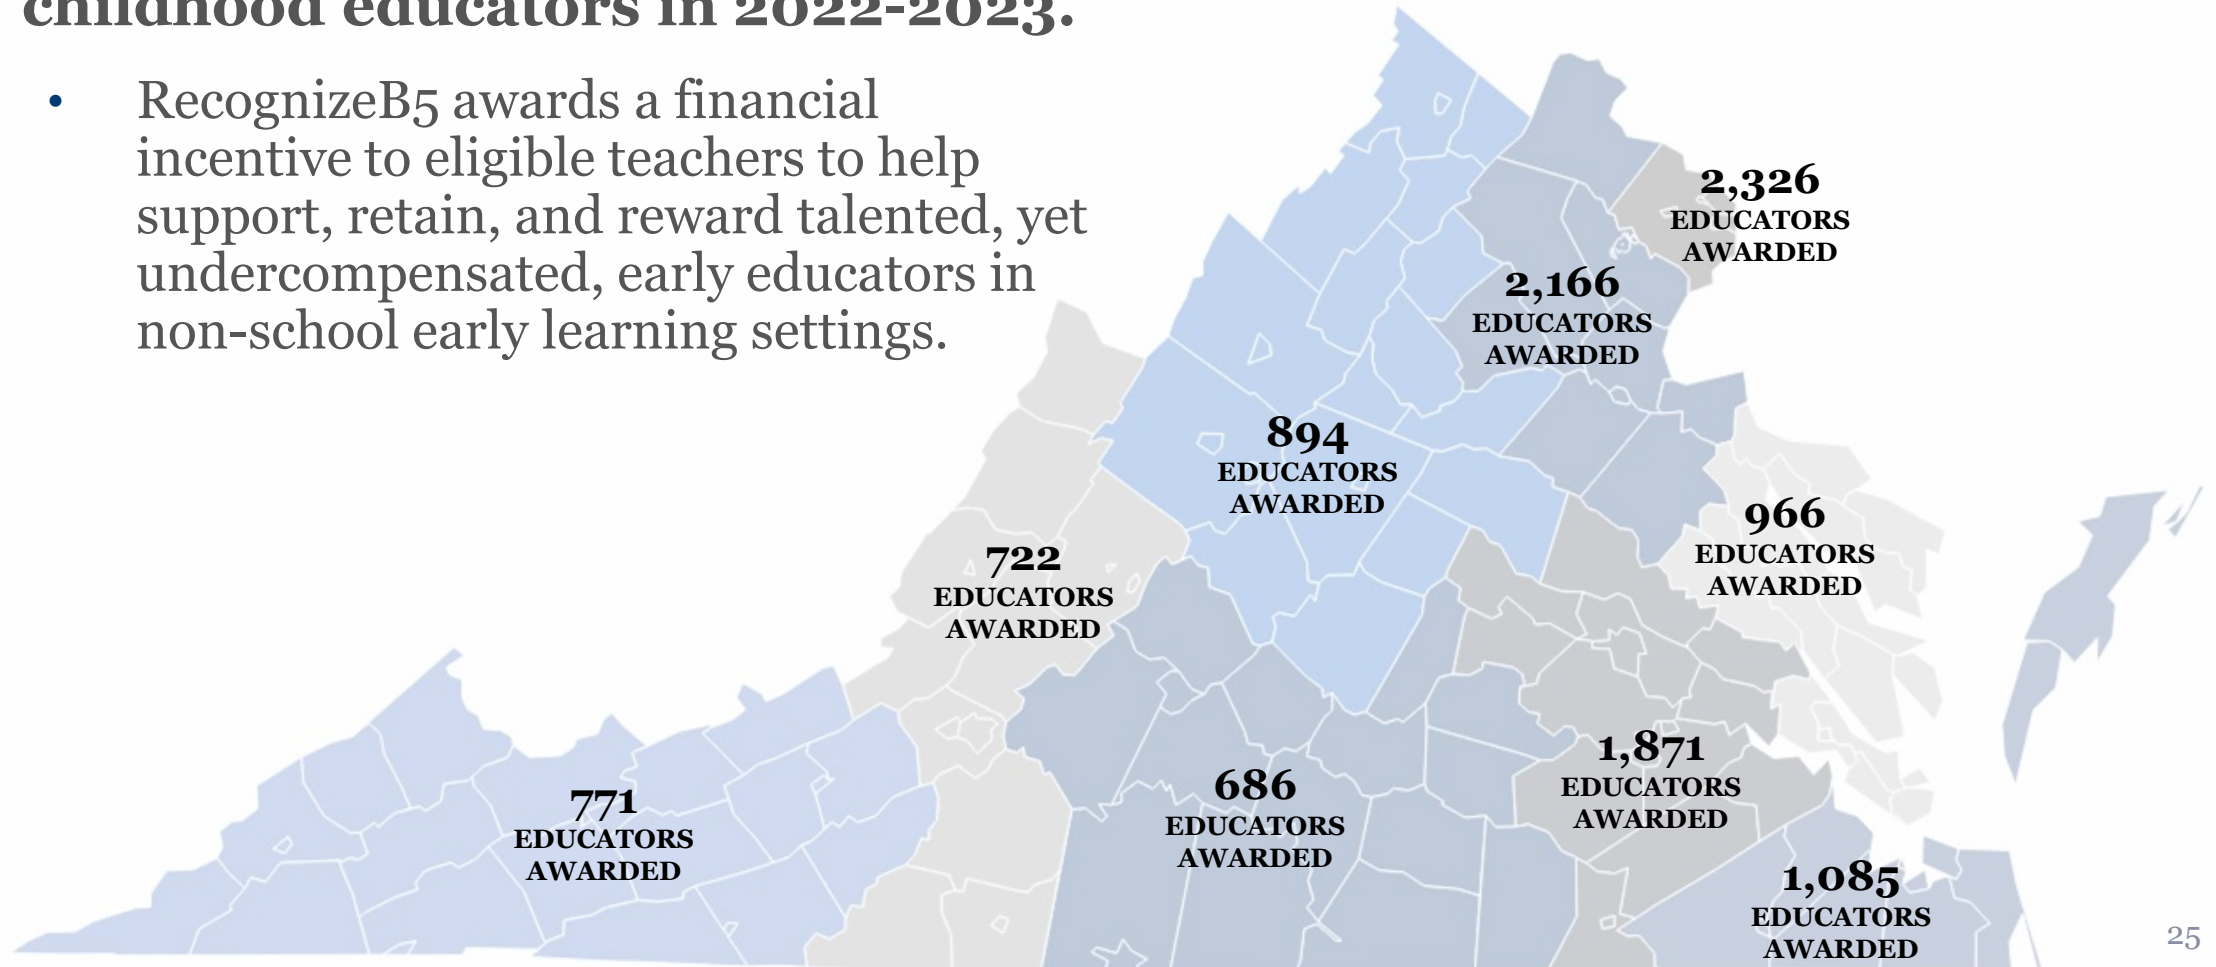 childhood educators in 2022-2023.
• RecognizeB5 awards a financial
incentive to eligible teachers to help
support, retain, and reward talented, yet
undercompensated, early educators in
non-school early learning settings.
2,326
EDUCATORS
AWARDED
2,166
EDUCATORS
AWARDED
894
EDUCATORS
AWARDED
966
EDUCATORS
AWARDED
722
EDUCATORS
AWARDED
1,871
EDUCATORS
AWARDED
686
EDUCATORS
AWARDED
771
EDUCATORS
AWARDED
1,085
EDUCATORS
AWARDED
25